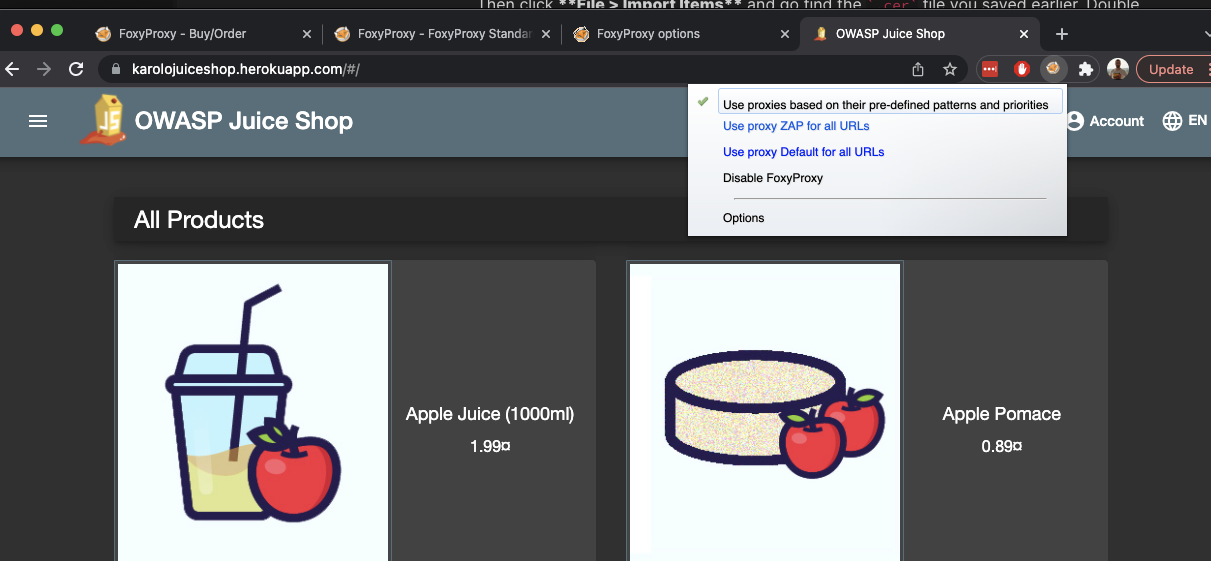 Then click **File > Import Items** and go find the `.cer` file you saved earlier. Double
FoxyProxy - Buy/Order
FoxyProxy - FoxyProxy Standar
FoxyProxy options
OWASP Juice Shop
karolojuiceshop.herokuapp.com/#/
Update
OWASP Juice Shop
Account
EN
Use proxies based on their pre-defined patterns and priorities
Use proxy ZAP for all URLs
Use proxy Default for all URLs
Disable FoxyProxy
Options
All Products
JS
Apple Juice (1000ml)
1.99¤
Apple Pomace
0.89¤